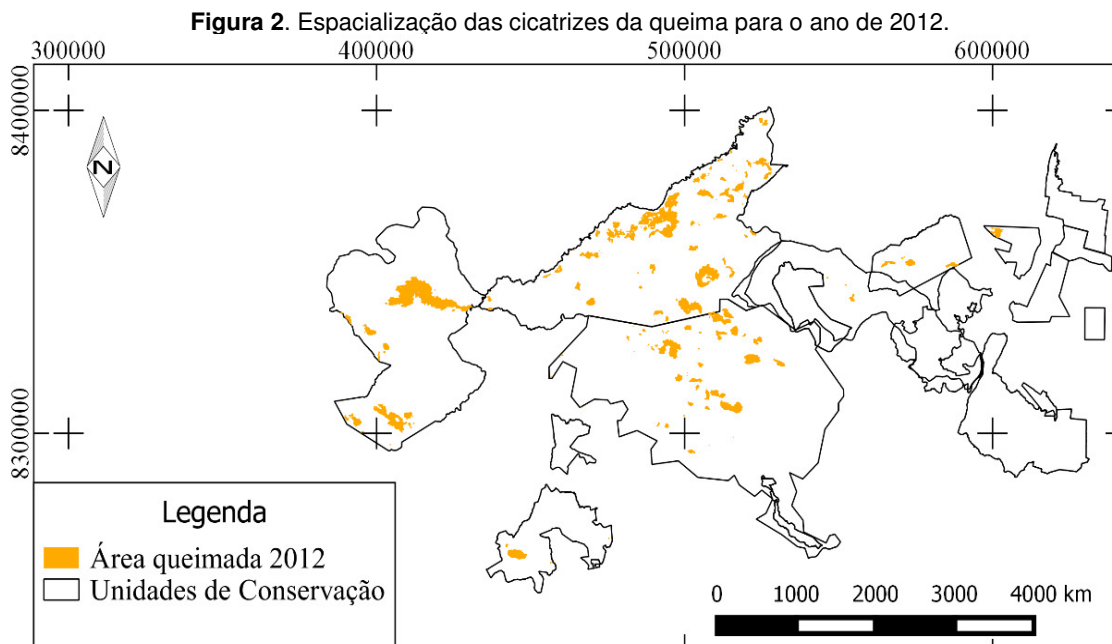 Figura 2. Espacialização das cicatrizes da queima para o ano de 2012.
300000 400000 500000 600000
8400000
N
8300000
Legenda
Área queimada 2012
Unidades de Conservação
0 1000 2000 3000 4000 km